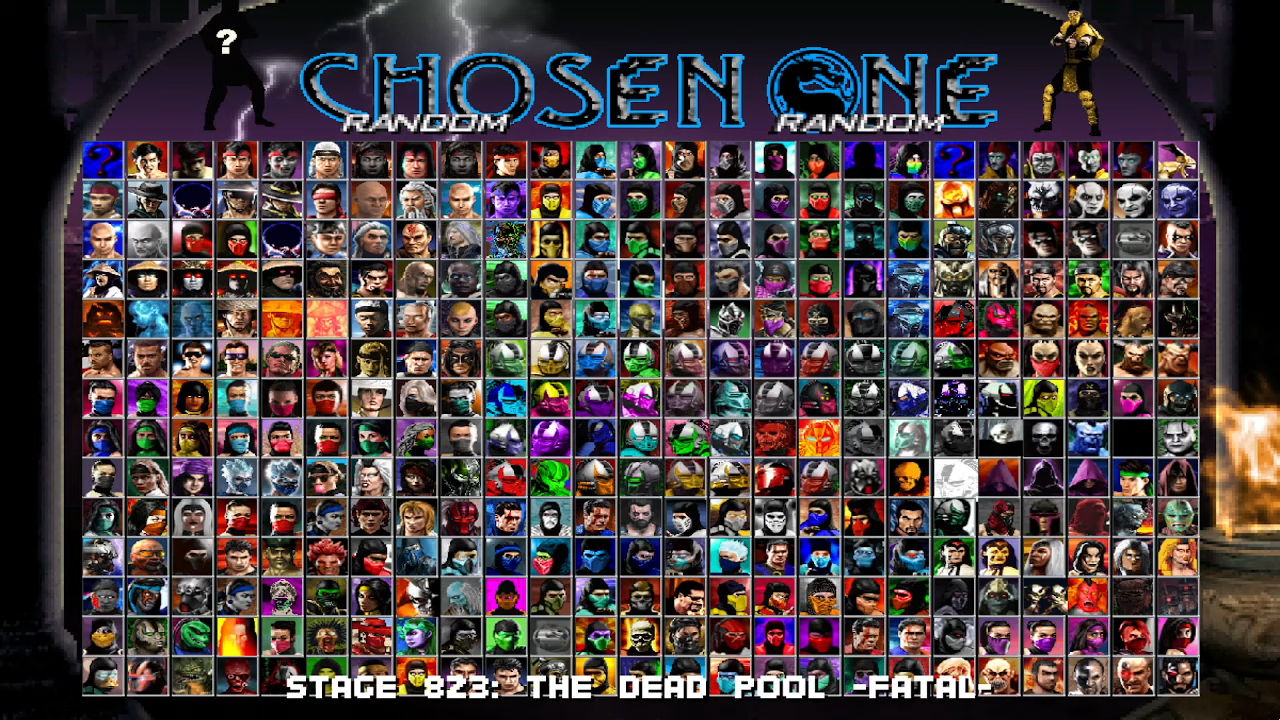 ?
CHOSEN ONE
RANDOM RANDOM
? ?
STAGE 823: THE DEAD POOL -FATAL-